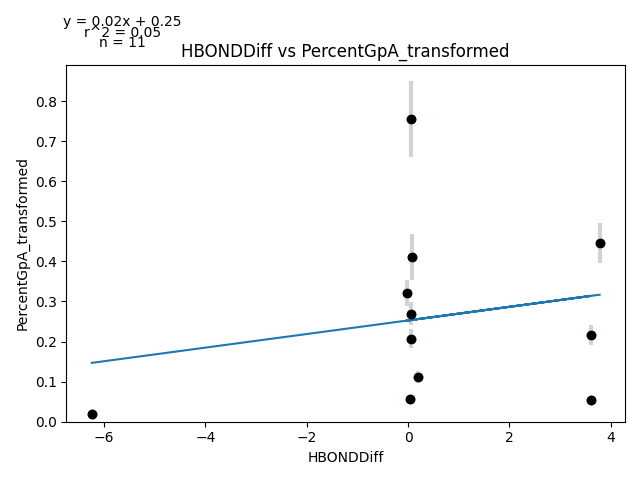 y = 0.02x + 0.25
r^2 = 0.05
n = 11
HBONDDiff vs PercentGpA_transformed
PercentGpA_transformed
0.8
0.7
0.6
0.5
0.4
0.3
0.2
0.1
0.0
−6
−4
−2
0
2
4
HBONDDiff